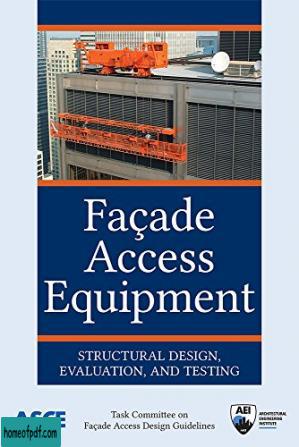 Façade
Access
Equipment
STRUCTURAL DESIGN,
EVALUATION, AND TESTING
ASCE
Task Committee on
Façade Access Design Guidelines
AEI
ARCHITECTURAL
ENGINEERING
INSTITUTE
homeofpdf.com